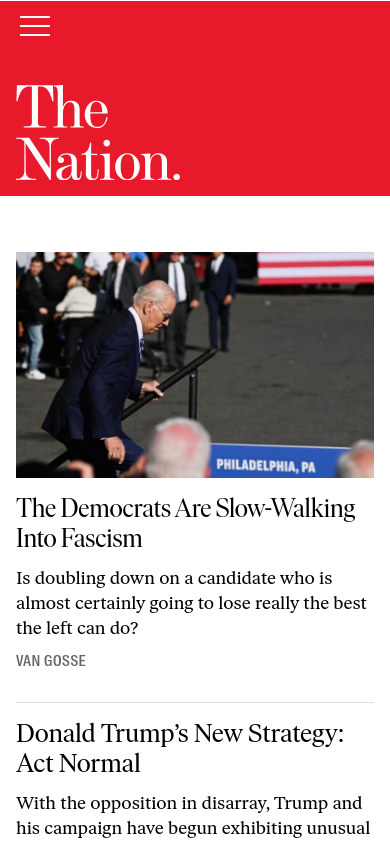 The
Nation.
PHILADELPHIA, PA
The Democrats Are Slow-Walking
Into Fascism
Is doubling down on a candidate who is
almost certainly going to lose really the best
the left can do?
VAN GOSSE
Donald Trump’s New Strategy:
Act Normal
With the opposition in disarray, Trump and
his campaign have begun exhibiting unusual